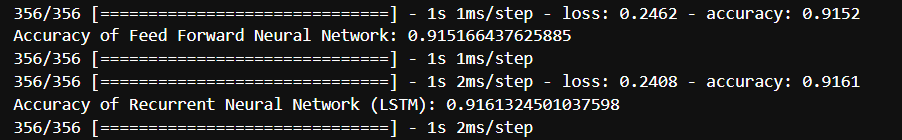 356/356 [==============================] - 1s 1ms/step - loss: 0.2462 - accuracy: 0.9152
Accuracy of Feed Forward Neural Network: 0.915166437625885
356/356 [==============================] - 1s 1ms/step
356/356 [==============================] - 1s 2ms/step - loss: 0.2408 - accuracy: 0.9161
Accuracy of Recurrent Neural Network (LSTM): 0.9161324501037598
356/356 [==============================] - 1s 2ms/step